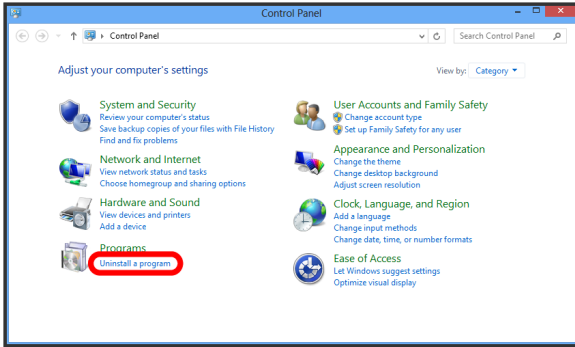 Control Panel
Control Panel
Search Control Panel
Adjust your computer's settings
View by: Category
System and Security
Review your computer's status
Save backup copies of your files with File History
Find and fix problems
Network and Internet
View network status and tasks
Choose homegroup and sharing options
Hardware and Sound
View devices and printers
Add a device
Programs
Uninstall a program
User Accounts and Family Safety
Change account type
Set up Family Safety for any user
Appearance and Personalization
Change the theme
Change desktop background
Adjust screen resolution
Clock, Language, and Region
Add a language
Change input methods
Change date, time, or number formats
Ease of Access
Let Windows suggest settings
Optimize visual display